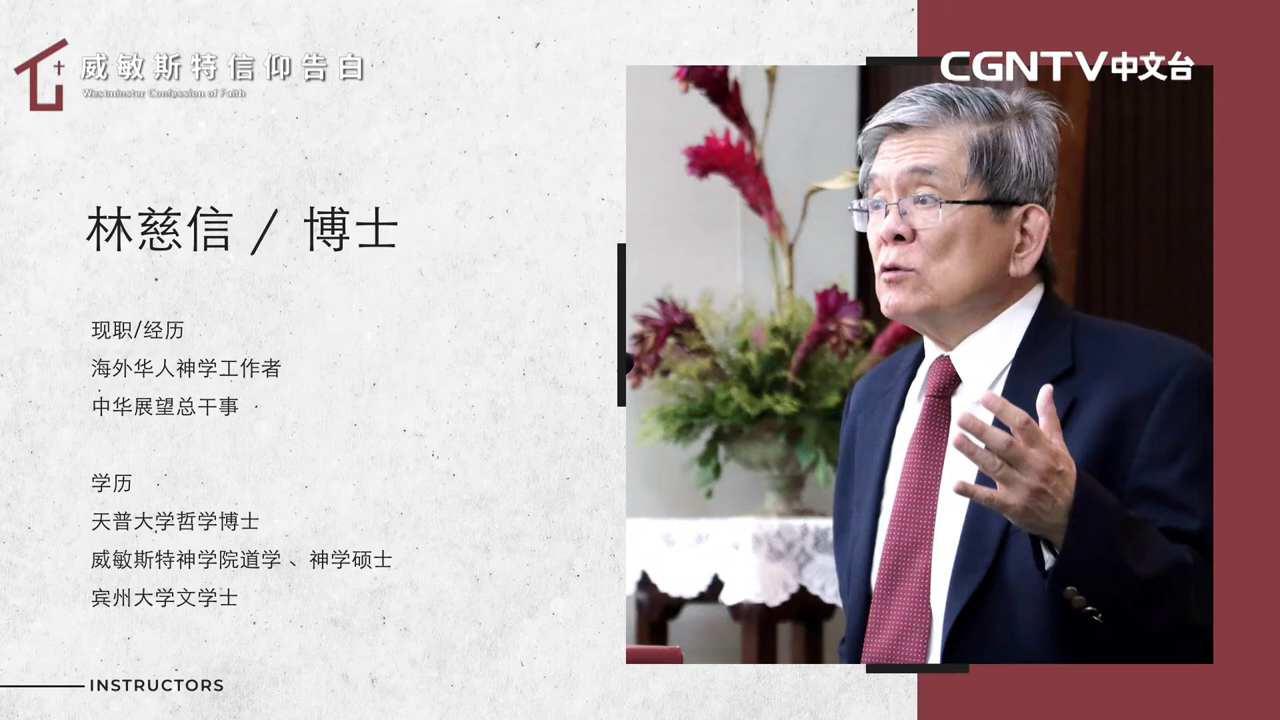 威敏斯特信仰告白
Westminster Confession of Faith
CGNTV中文台
林慈信 / 博士
现职/经历
海外华人神学工作者
中华展望总干事
学历
天普大学哲学博士
威敏斯特神学院道学 、神学硕士
宾州大学文学士
INSTRUCTORS